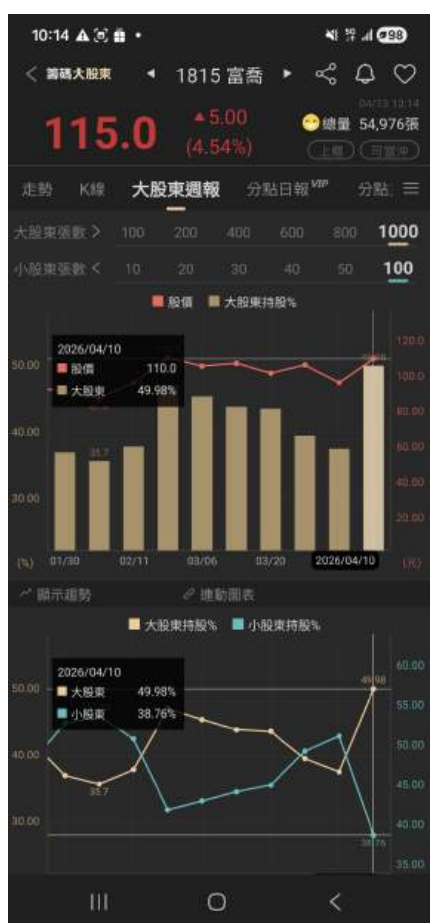 10:14
98
籌碼大股東 1815 富喬
04/13 13:14
115.0 ▲5.00 總量 54,976張
(4.54%) 上櫃 可當沖
走勢 K線 大股東週報 分點日報VIP 分點
大股東張數 > 100 200 400 600 800 1000
小股東張數 < 10 20 30 40 50 100
股價 大股東持股%
2026/04/10
股價 110.0
大股東 49.98%
50.00 40.00 30.00 (%)
120.0 100.0 80.00 60.00 40.00 20.00 (元)
35.7
01/30 02/11 03/06 03/20 2026/04/10
顯示趨勢 連動圖表
大股東持股% 小股東持股%
2026/04/10
大股東 49.98%
小股東 38.76%
50.00 40.00 30.00
60.00 55.00 50.00 45.00 40.00 35.00
49.98
35.7
38.76